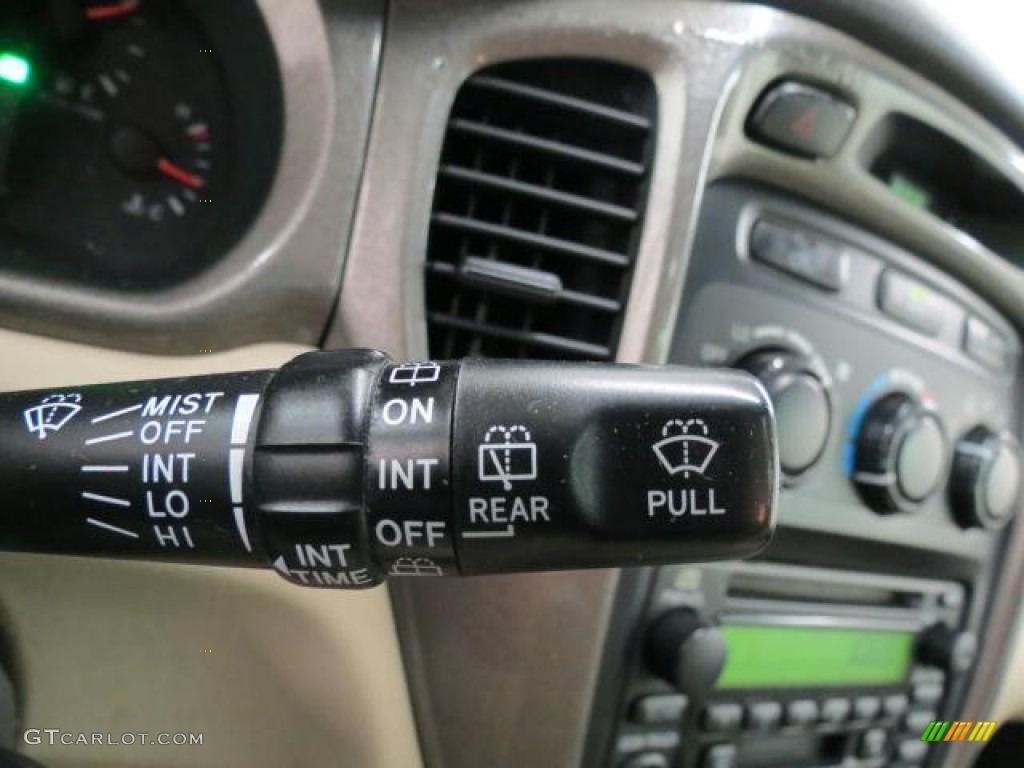 MIST
OFF
INT
LO
HI
INT
TIME
ON
INT
OFF
REAR
PULL
GTCARLOT.COM